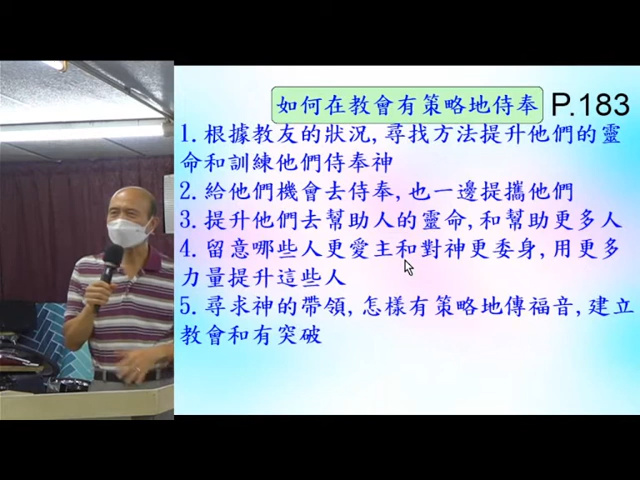 如何在教會有策略地侍奉 P.183
1.根據教友的狀況,尋找方法提升他們的靈
命和訓練他們侍奉神
2.給他們機會去侍奉,也一邊提攜他們
3.提升他們去幫助人的靈命,和幫助更多人
4.留意哪些人更愛主和對神更委身,用更多
力量提升這些人
5.尋求神的帶領,怎樣有策略地傳福音,建立
教會和有突破